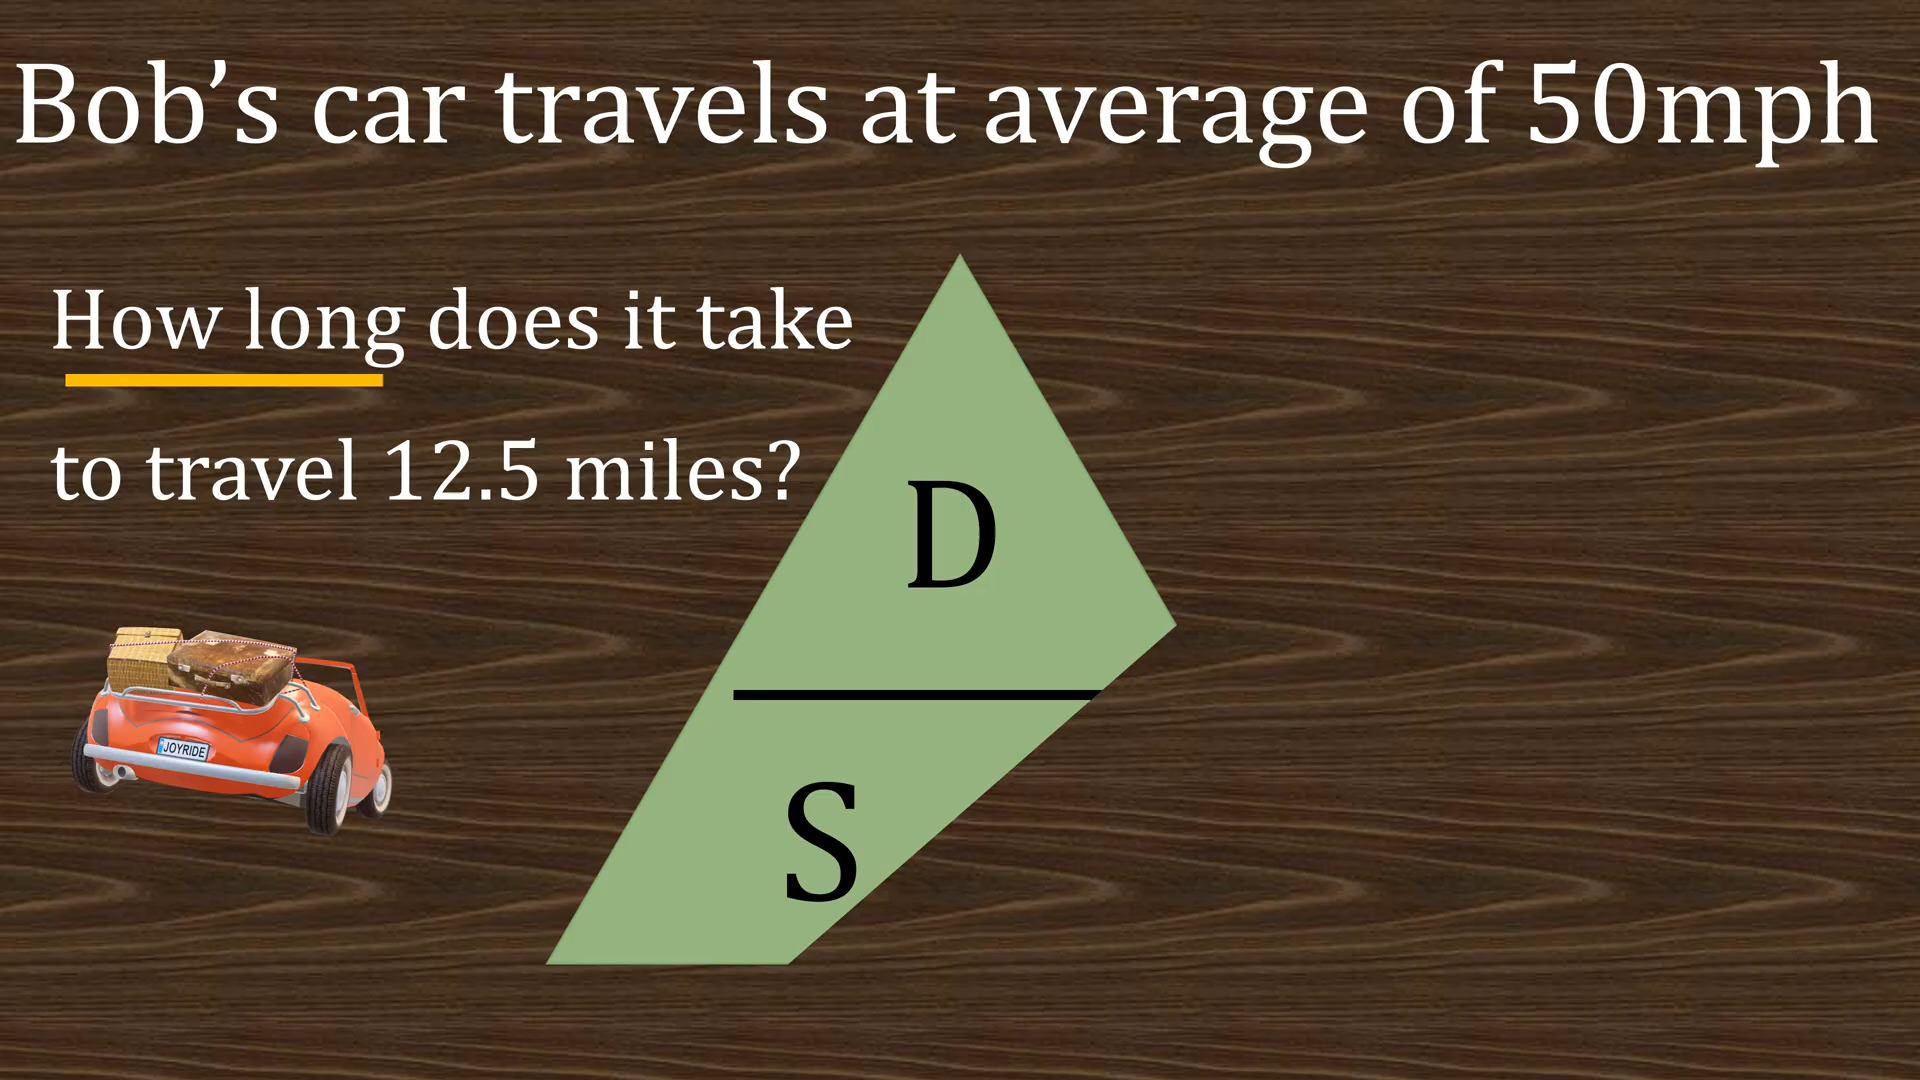 Bob’s car travels at average of 50mph
How long does it take
to travel 12.5 miles?
D
S
JOYRIDE